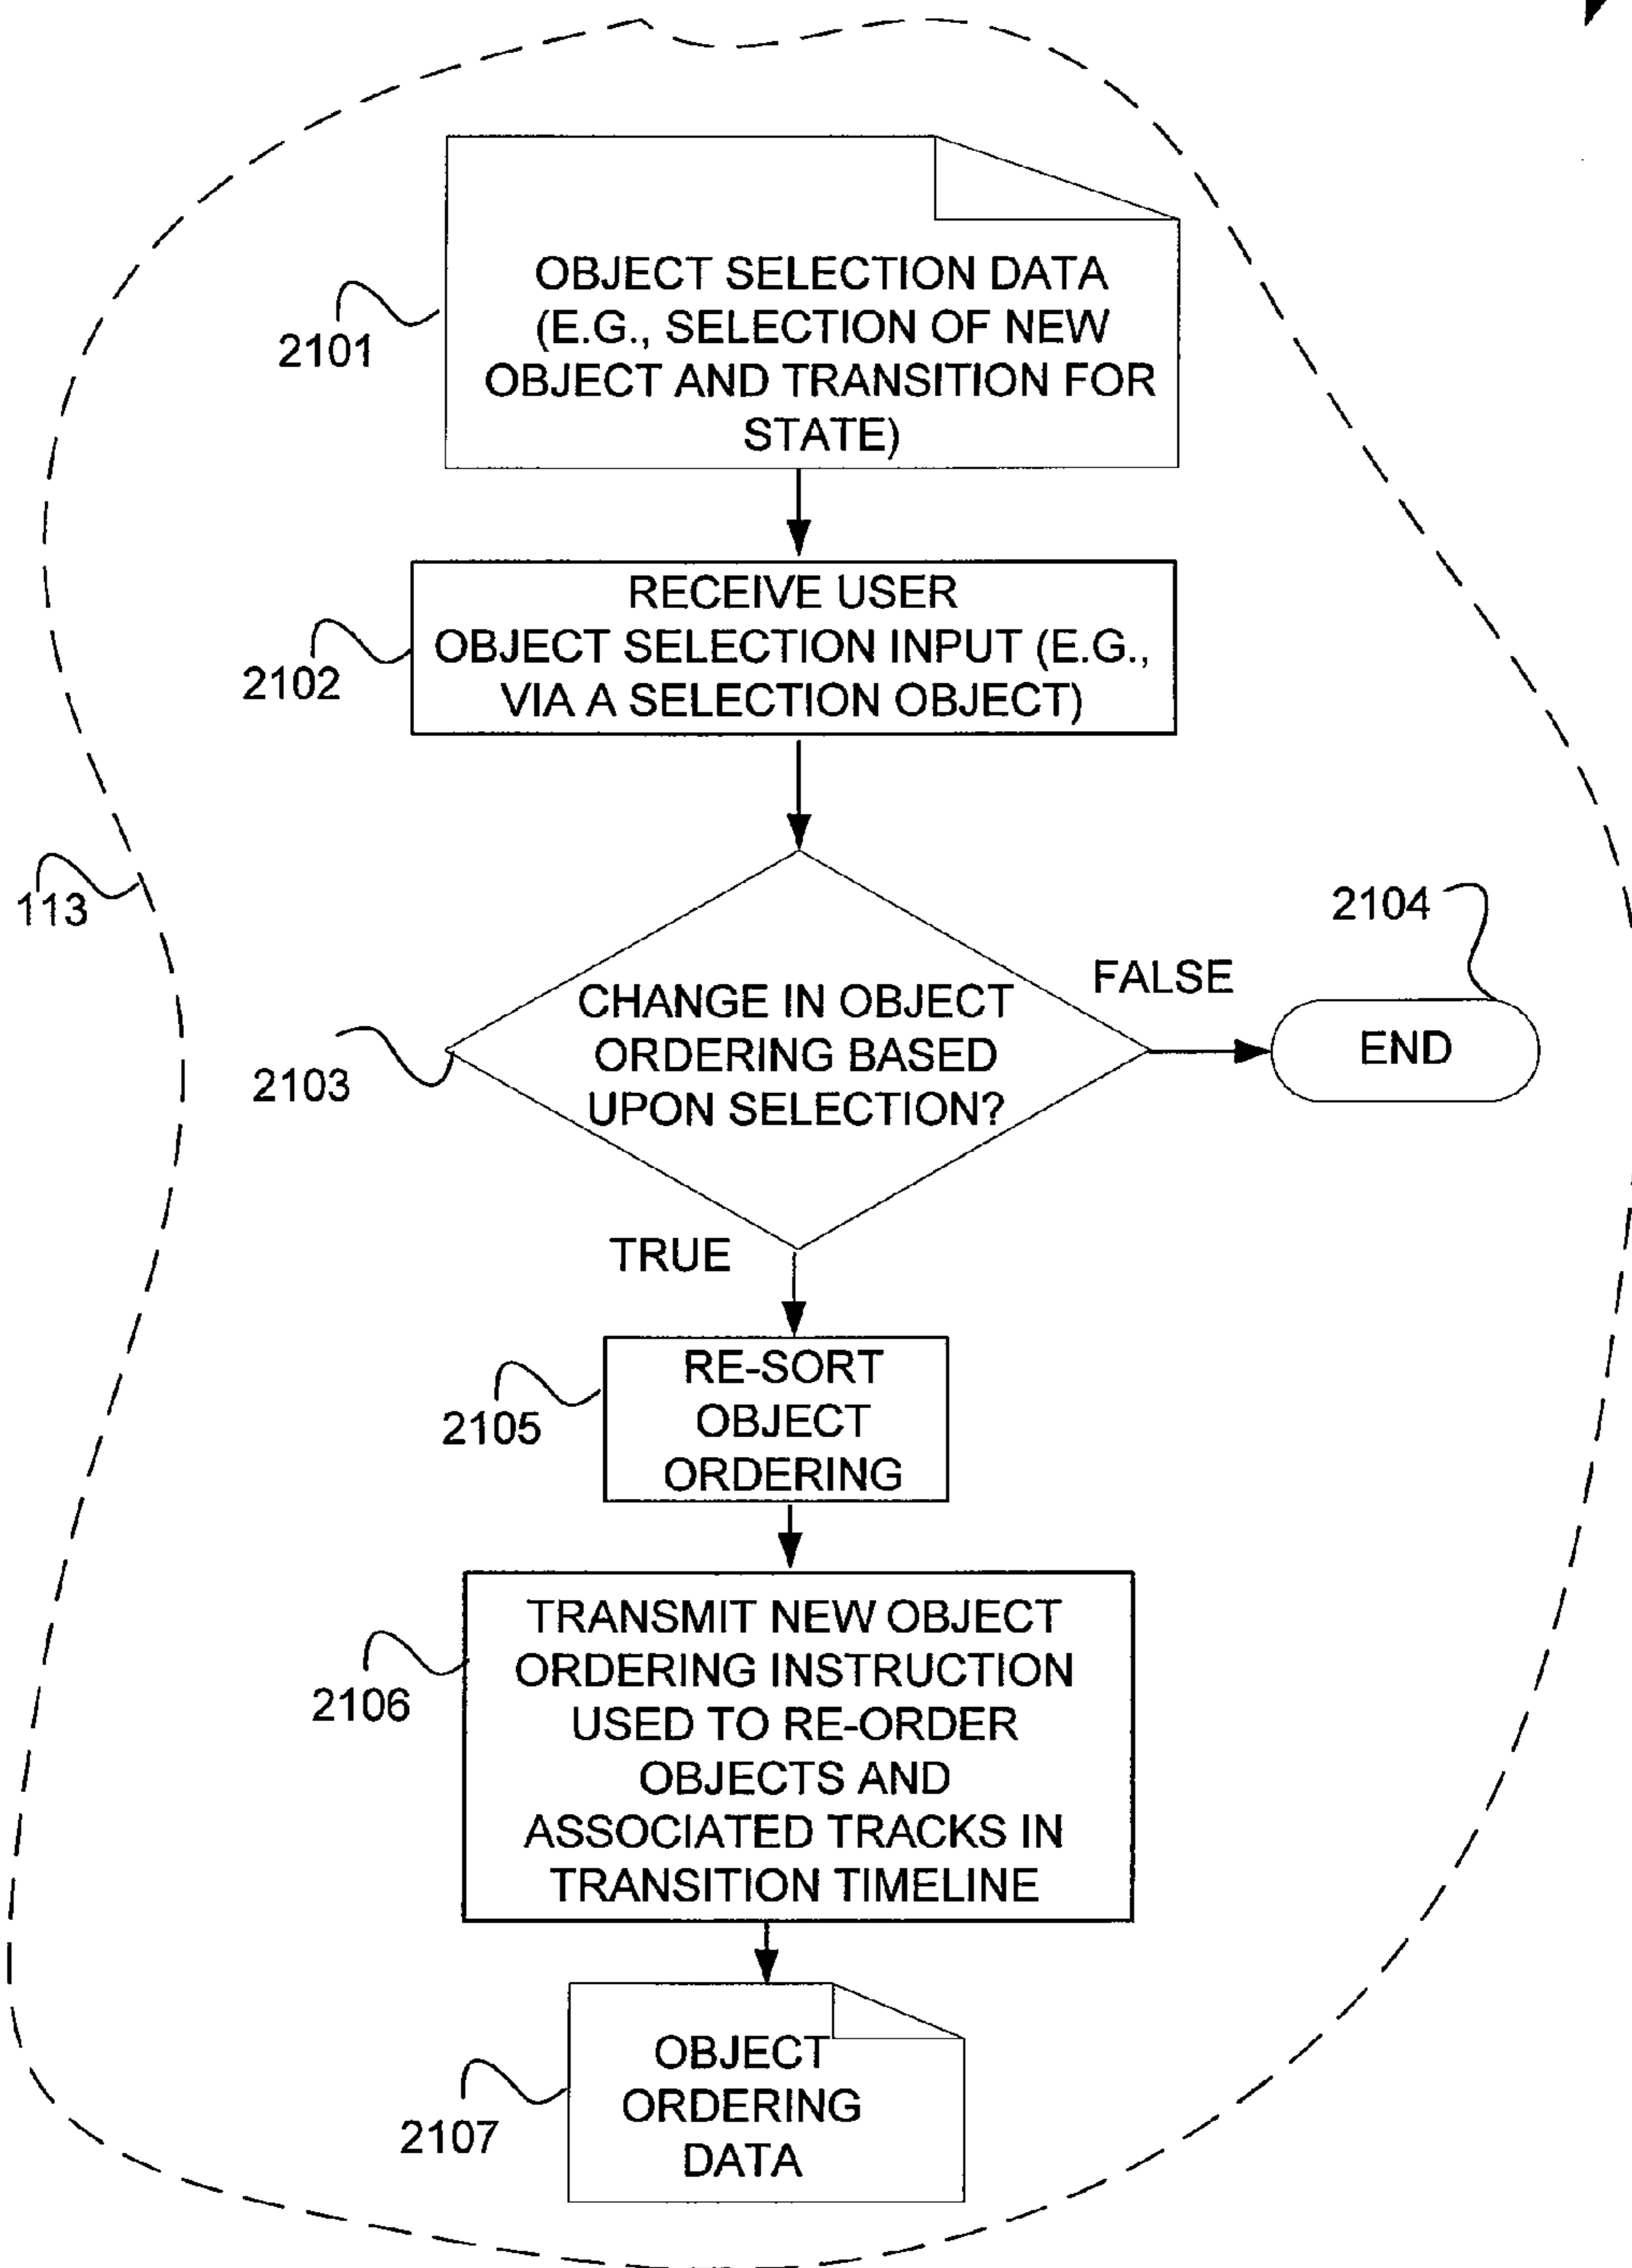 OBJECT SELECTION DATA
(E.G., SELECTION OF NEW
OBJECT AND TRANSITION FOR
STATE)
2101
RECEIVE USER
OBJECT SELECTION INPUT (E.G.,
VIA A SELECTION OBJECT)
2102
113
2104
FALSE
CHANGE IN OBJECT
ORDERING BASED
UPON SELECTION?
END
2103
TRUE
RE-SORT
OBJECT
ORDERING
2105
TRANSMIT NEW OBJECT
ORDERING INSTRUCTION
USED TO RE-ORDER
OBJECTS AND
ASSOCIATED TRACKS IN
TRANSITION TIMELINE
2106
OBJECT
ORDERING
DATA
2107